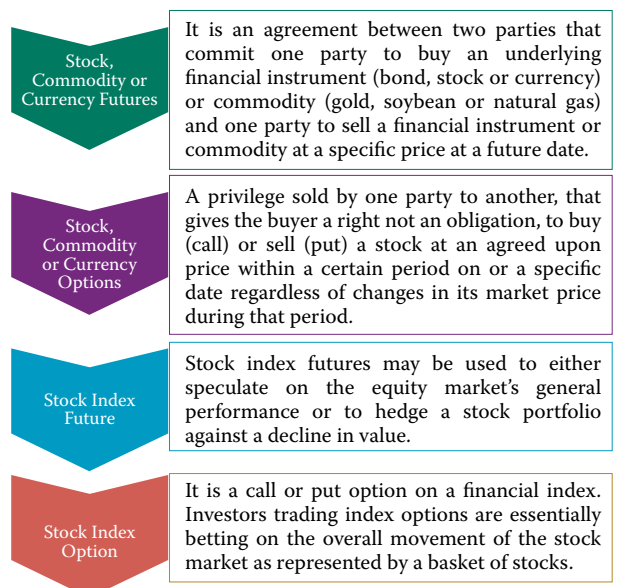 Stock,
Commodity or
Currency Futures
It is an agreement between two parties that
commit one party to buy an underlying
financial instrument (bond, stock or currency)
or commodity (gold, soybean or natural gas)
and one party to sell a financial instrument or
commodity at a specific price at a future date.
Stock,
Commodity
or Currency
Options
A privilege sold by one party to another, that
gives the buyer a right not an obligation, to buy
(call) or sell (put) a stock at an agreed upon
price within a certain period on or a specific
date regardless of changes in its market price
during that period.
Stock Index
Future
Stock index futures may be used to either
speculate on the equity market's general
performance or to hedge a stock portfolio
against a decline in value.
Stock Index
Option
It is a call or put option on a financial index.
Investors trading index options are essentially
betting on the overall movement of the stock
market as represented by a basket of stocks.